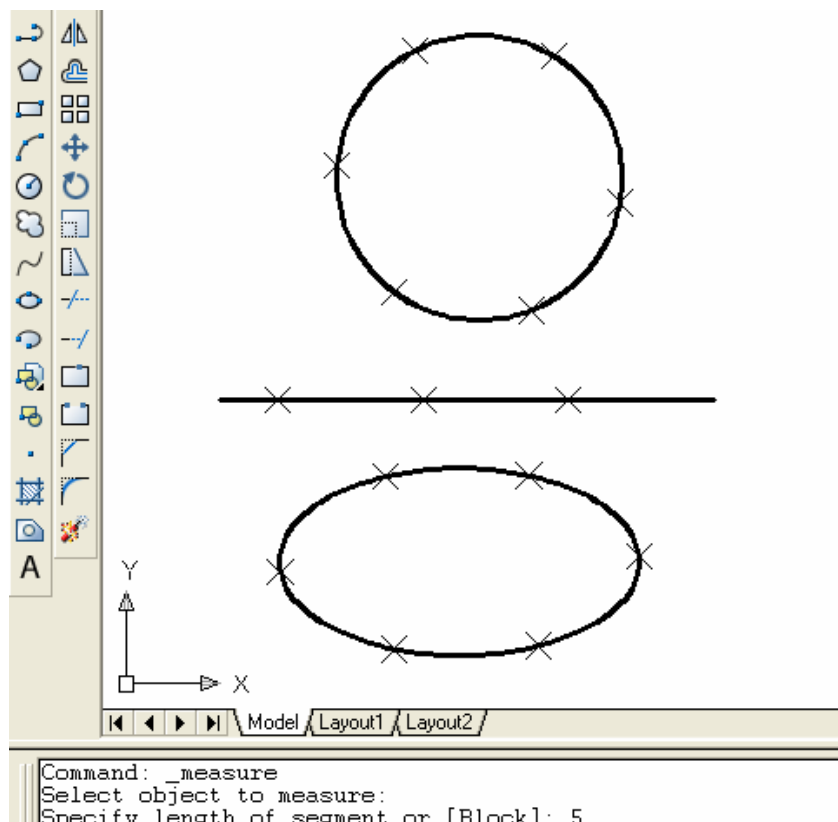 A
Y
X
Model Layout1 Layout2
Command: _measure
Select object to measure:
Specify length of segment or [Block]: 5